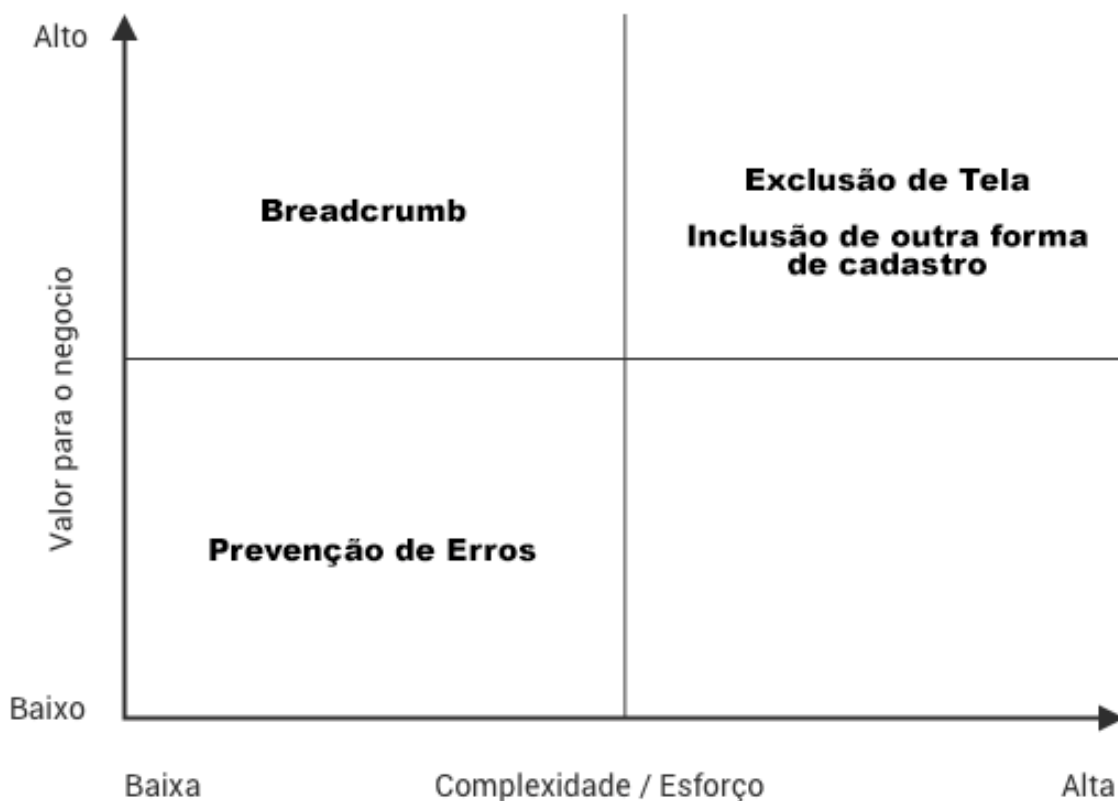 Alto
Exclusão de Tela
Breadcrumb
Inclusão de outra forma
de cadastro
Valor para o negocio
Prevenção de Erros
Baixo
Baixa
Complexidade / Esforço
Alta